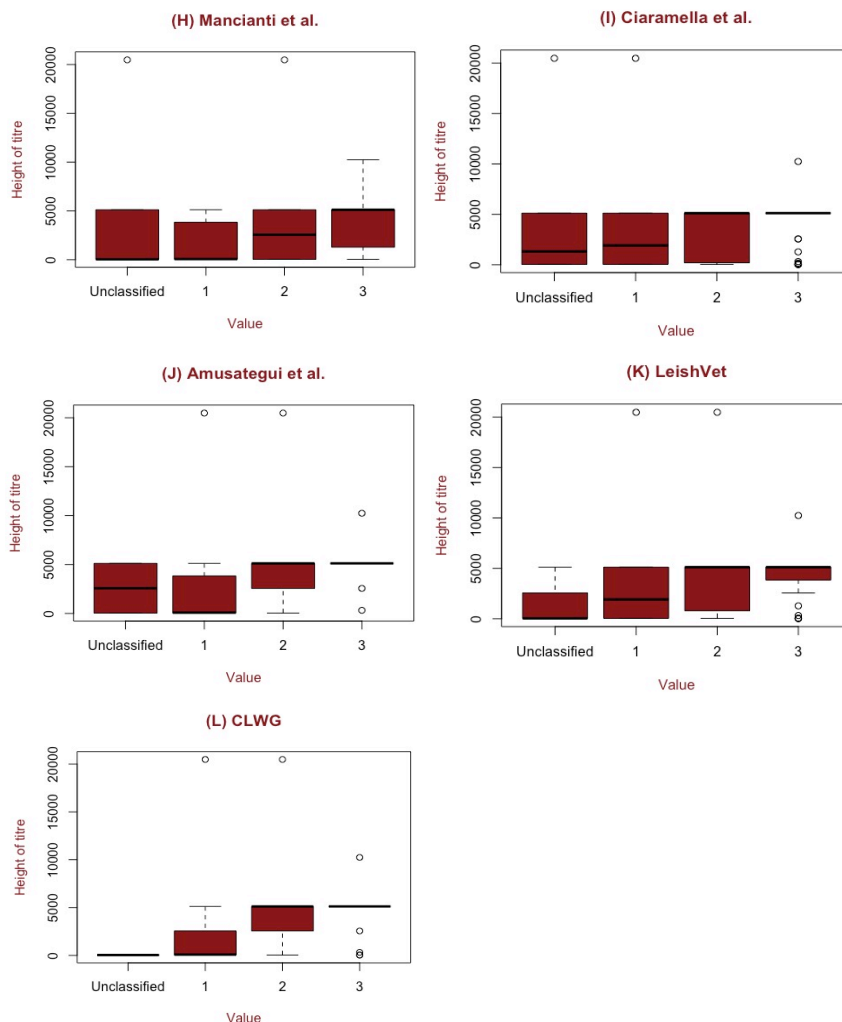 (H) Mancianti et al.
Height of titre
20000
15000
10000
5000
0
Unclassified 1 2 3
Value
(I) Ciaramella et al.
Height of titre
20000
15000
10000
5000
0
Unclassified 1 2 3
Value
(J) Amusategui et al.
Height of titre
20000
15000
10000
5000
0
Unclassified 1 2 3
Value
(K) LeishVet
Height of titre
20000
15000
10000
5000
0
Unclassified 1 2 3
Value
(L) CLWG
Height of titre
20000
15000
10000
5000
0
Unclassified 1 2 3
Value